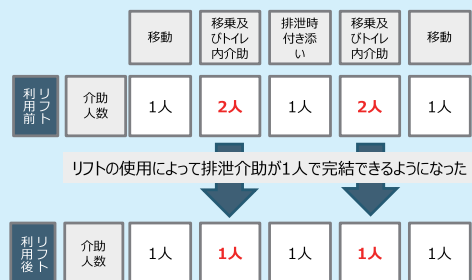 移動
移乗及
びトイレ
内介助
排泄時
付き添
い
移乗及
びトイレ
内介助
移動
リフト
利用前
介助
人数
1人
2人
1人
2人
1人
リフトの使用によって排泄介助が1人で完結できるようになった
リフト
利用後
介助
人数
1人
1人
1人
1人
1人